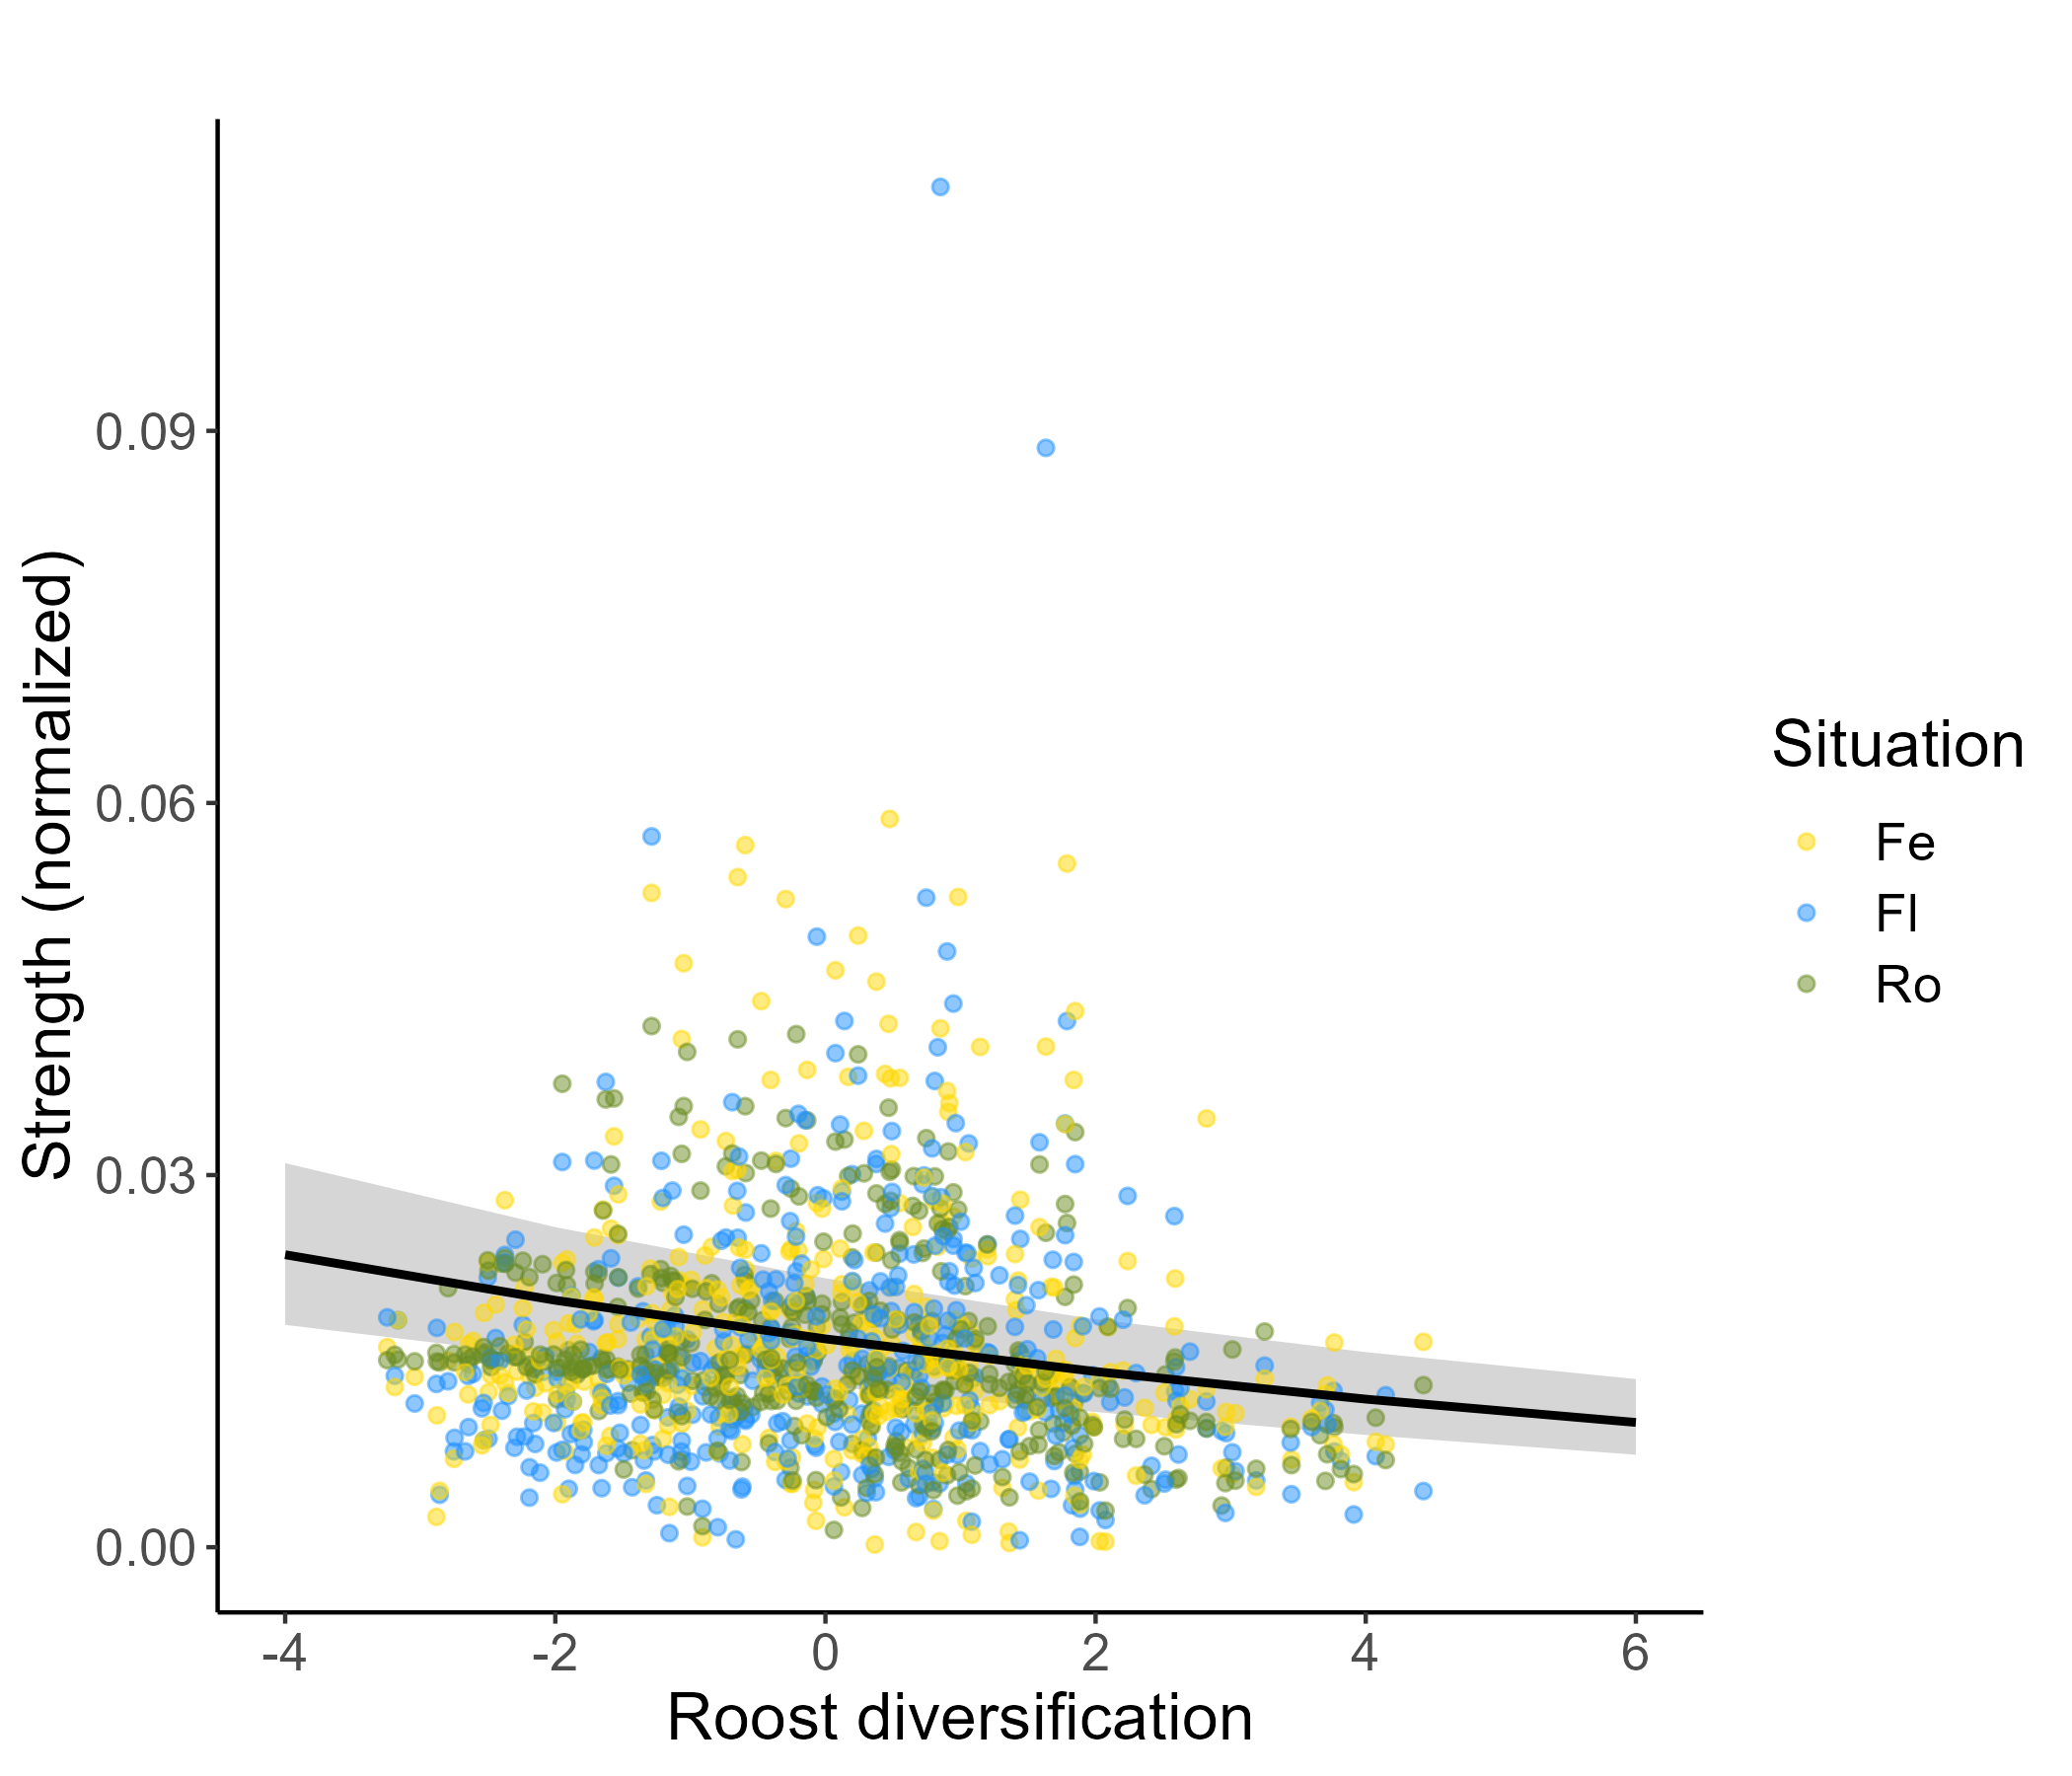 Strength (normalized)
0.09
0.06
0.03
0.00
-4
-2
0
2
4
6
Roost diversification
Situation
Fe
Fl
Ro